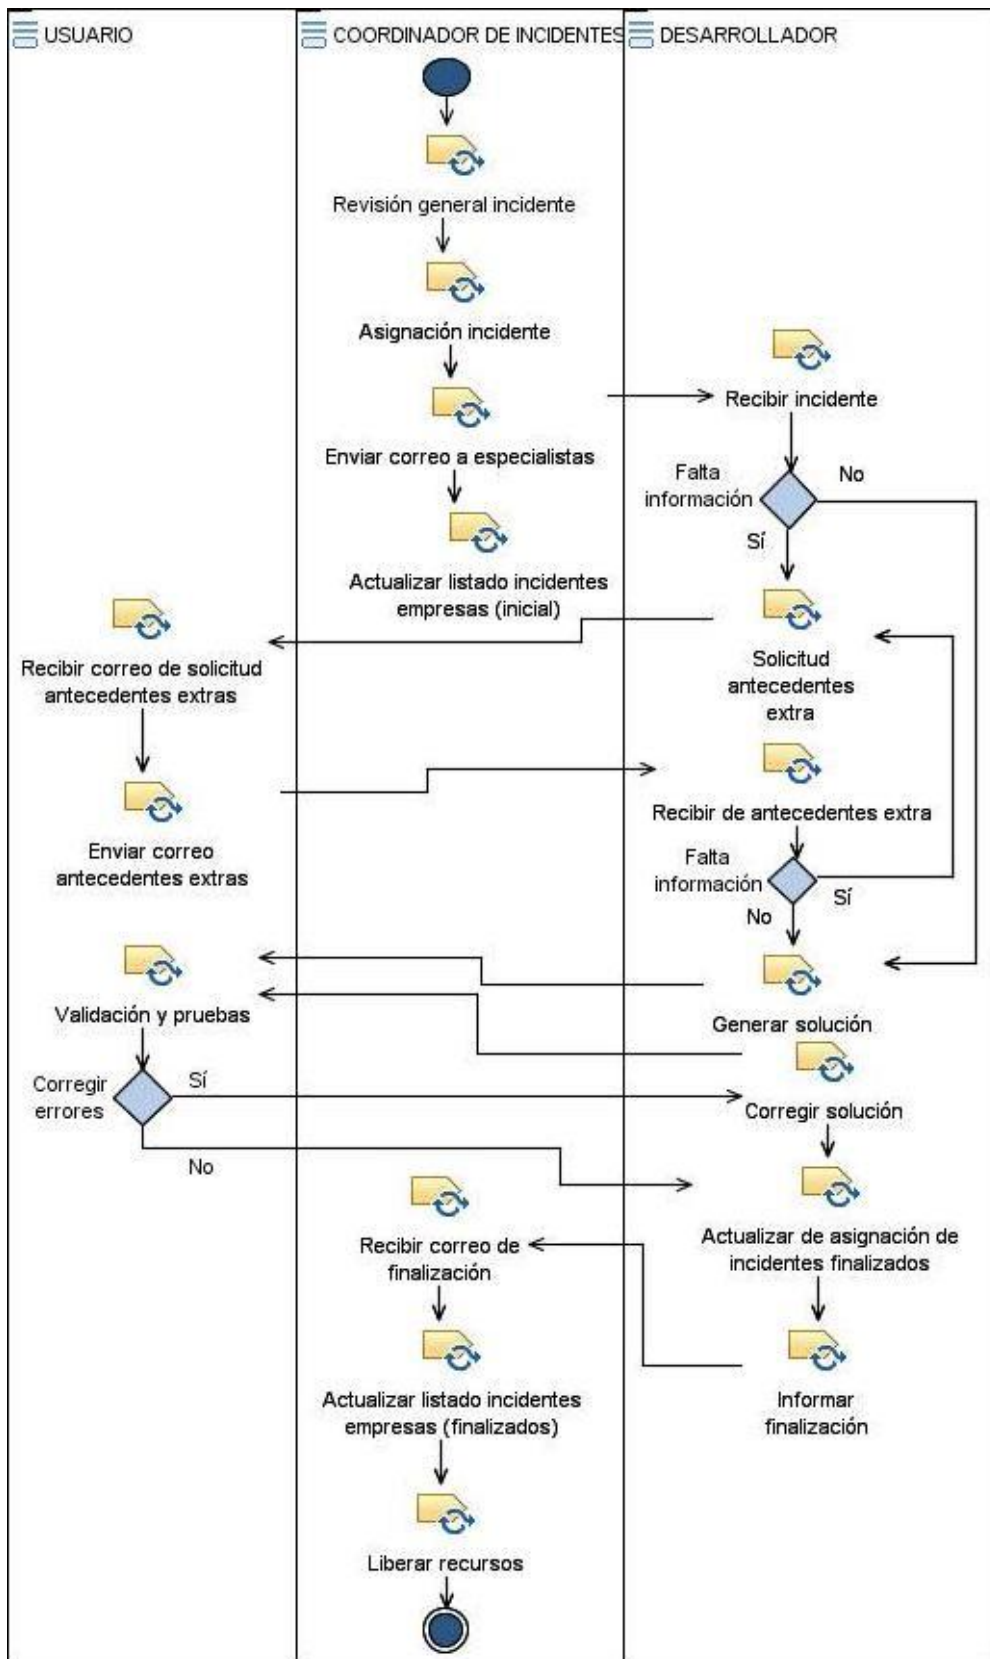 USUARIO
COORDINADOR DE INCIDENTES
DESARROLLADOR
Revisión general incidente
Asignación incidente
Recibir incidente
Enviar correo a especialistas
Falta
información
No
Sí
Actualizar listado incidentes
empresas (inicial)
Recibir correo de solicitud
antecedentes extras
Solicitud
antecedentes
extra
Recibir de antecedentes extra
Enviar correo
antecedentes extras
Falta
información
Sí
No
Validación y pruebas
Generar solución
Corregir
errores
Sí
Corregir solución
No
Actualizar de asignación de
incidentes finalizados
Recibir correo de
finalización
Actualizar listado incidentes
empresas (finalizados)
Informar
finalización
Liberar recursos